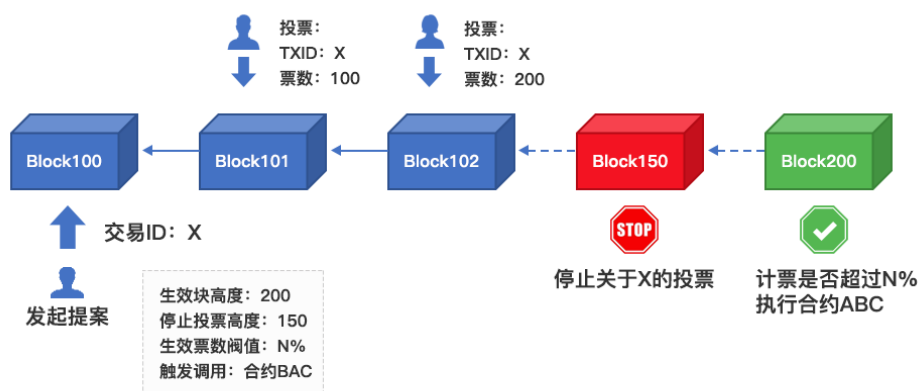 投票:
TXID: X
票数: 100
投票:
TXID: X
票数: 200
Block100
Block101
Block102
Block150
Block200
交易ID: X
发起提案
生效块高度: 200
停止投票高度: 150
生效票数阀值: N%
触发调用: 合约BAC
STOP
停止关于X的投票
计票是否超过N%
执行合约ABC